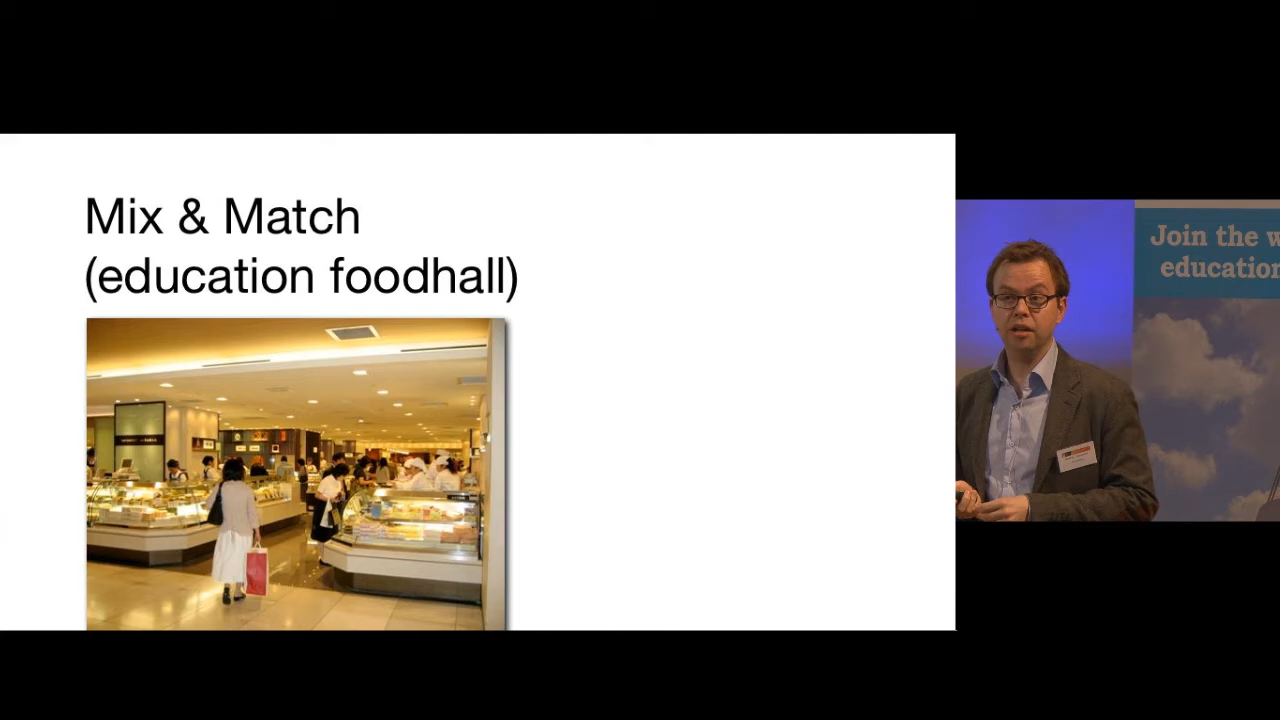 Mix & Match
(education foodhall)
Join the w
education